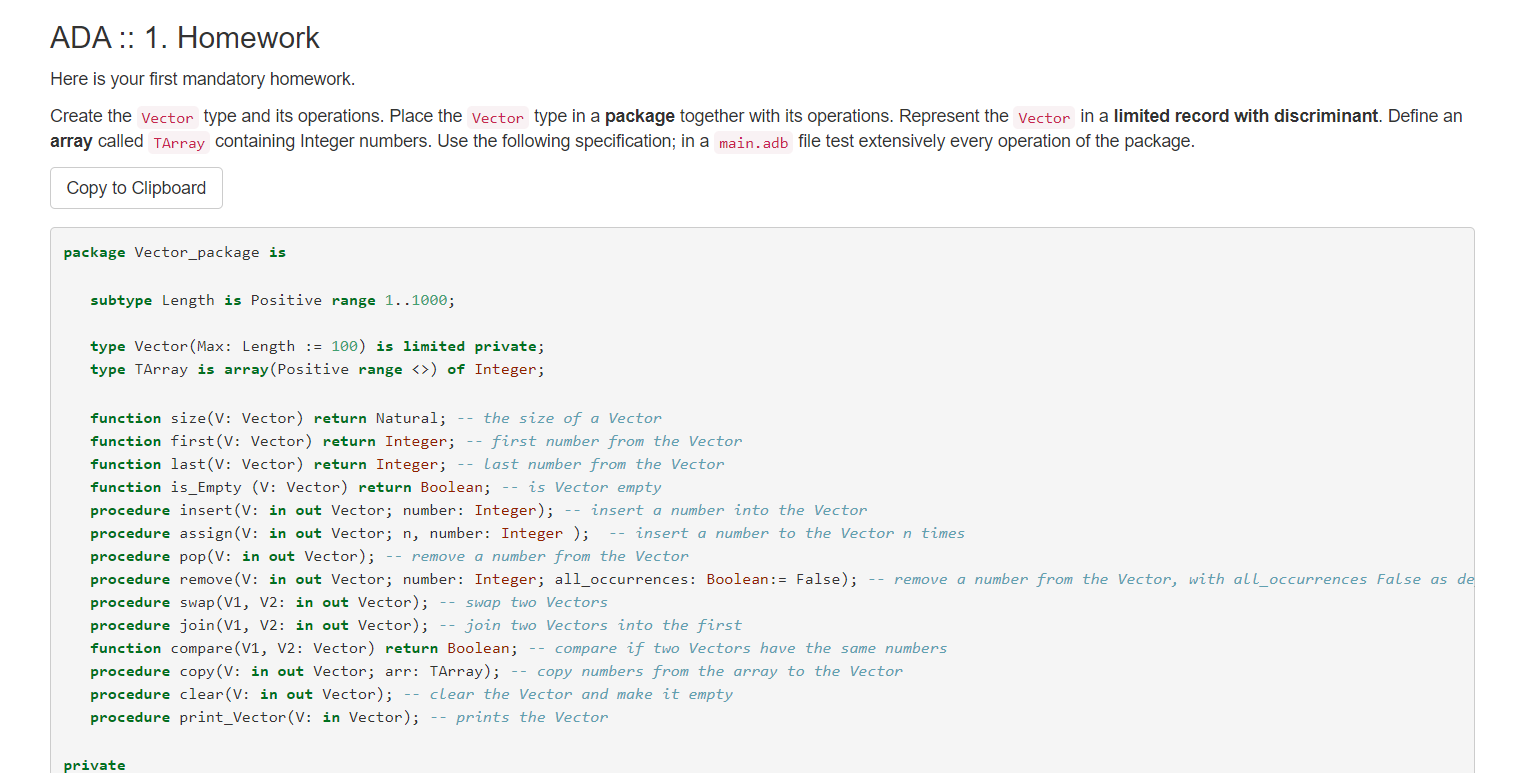 ADA :: 1. Homework
Here is your first mandatory homework.
Create the Vector type and its operations. Place the Vector type in a package together with its operations. Represent the Vector in a limited record with discriminant. Define an
array called TArray containing Integer numbers. Use the following specification; in a main.adb file test extensively every operation of the package.
Copy to Clipboard
package Vector_package is
subtype Length is Positive range 1..1000;
type Vector(Max: Length := 100) is limited private;
type TArray is array(Positive range <>) of Integer;
function size(V: Vector) return Natural; -- the size of a Vector
function first(V: Vector) return Integer; -- first number from the Vector
function last(V: Vector) return Integer; -- last number from the Vector
function is_Empty (V: Vector) return Boolean; -- is Vector empty
procedure insert(V: in out Vector; number: Integer); -- insert a number into the Vector
procedure assign(V: in out Vector; n, number: Integer ); -- insert a number to the Vector n times
procedure pop(V: in out Vector); -- remove a number from the Vector
procedure remove(V: in out Vector; number: Integer; all_occurrences: Boolean:= False); -- remove a number from the Vector, with all_occurrences False as de
procedure swap(V1, V2: in out Vector); -- swap two Vectors
procedure join(V1, V2: in out Vector); -- join two Vectors into the first
function compare(V1, V2: Vector) return Boolean; -- compare if two Vectors have the same numbers
procedure copy(V: in out Vector; arr: TArray); -- copy numbers from the array to the Vector
procedure clear(V: in out Vector); -- clear the Vector and make it empty
procedure print_Vector(V: in Vector); -- prints the Vector
private